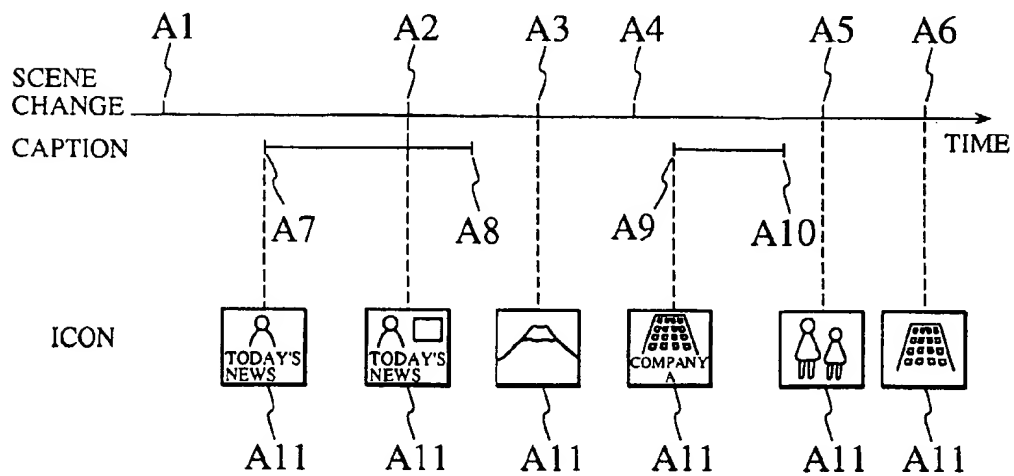 A1 A2 A3 A4 A5 A6
SCENE
CHANGE
TIME
CAPTION
A7 A8 A9 A10
ICON
TODAY'S
NEWS
TODAY'S
NEWS
COMPANY
A
A11 A11 A11 A11 A11 A11